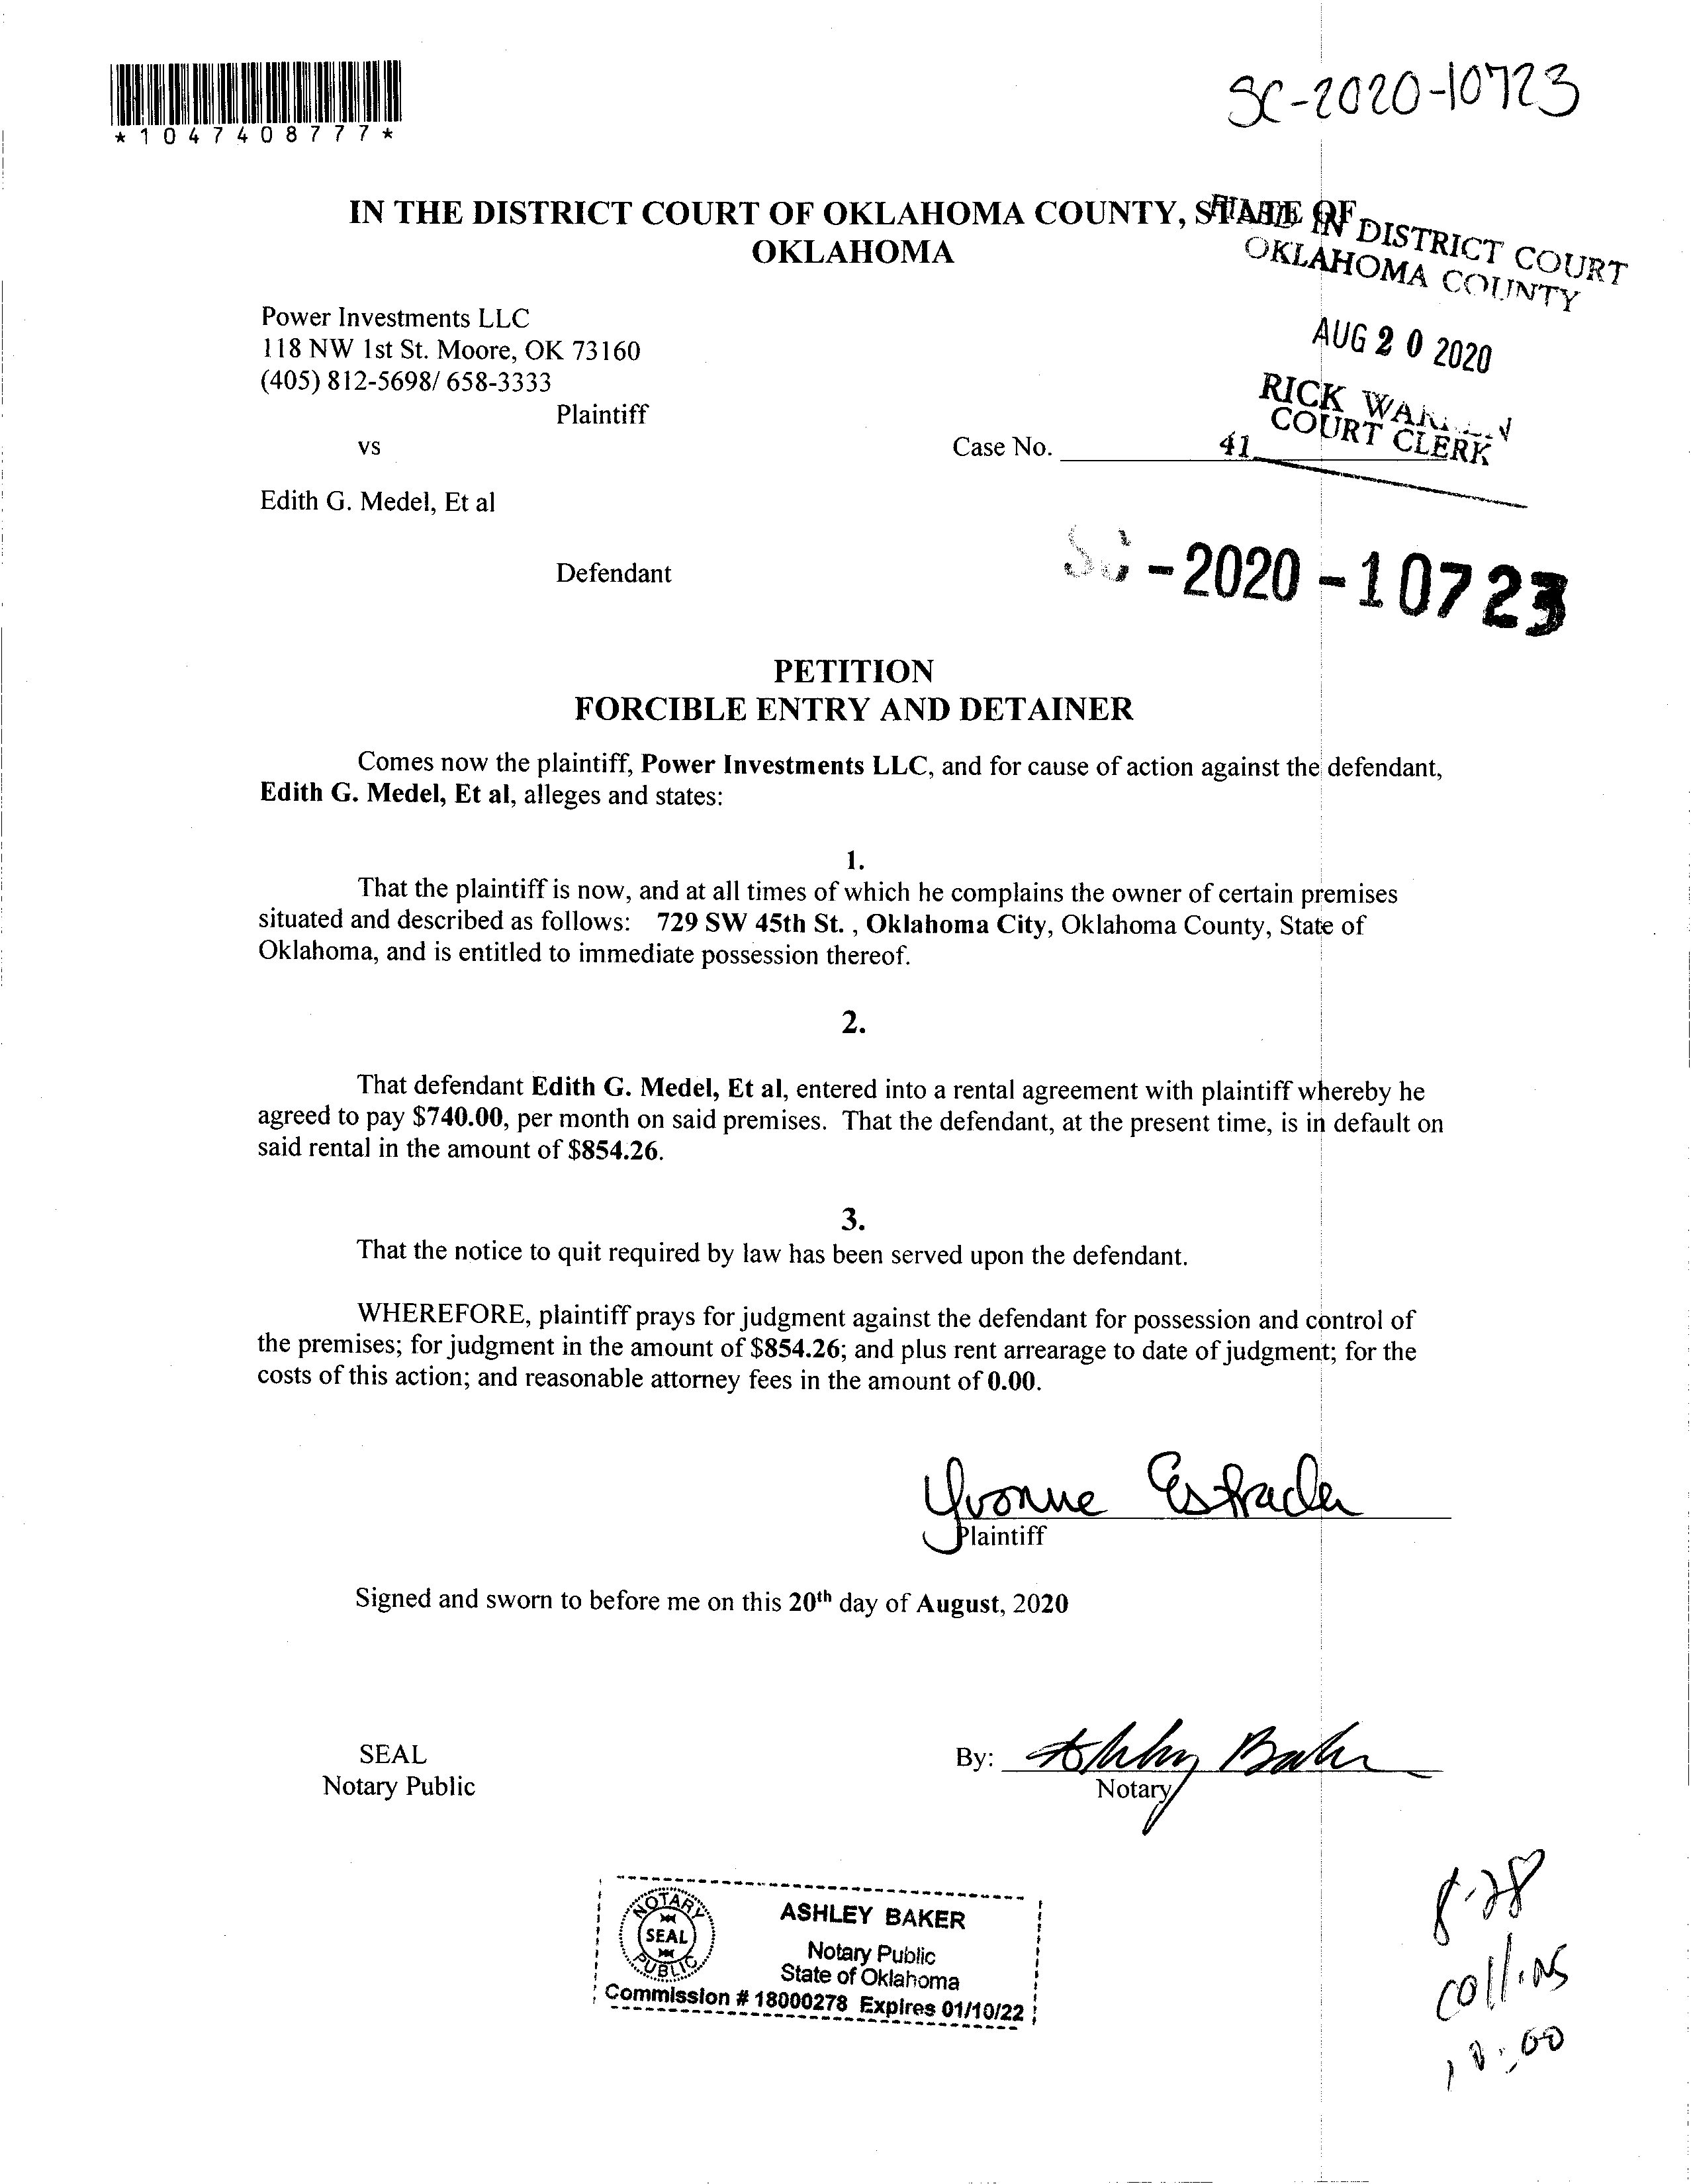 *1047408777*
SC-2020-10723
IN THE DISTRICT COURT OF OKLAHOMA COUNTY, STATE OF
OKLAHOMA
IN DISTRICT COURT
OKLAHOMA COUNTY
AUG 20 2020
RICK
COURT CLERK
41
Power Investments LLC
118 NW 1st St. Moore, OK 73160
(405) 812-5698/ 658-3333
Plaintiff
vs
Case No.
Edith G. Medel, Et al
Defendant
SC-2020-10723
PETITION
FORCIBLE ENTRY AND DETAINER
Comes now the plaintiff, Power Investments LLC, and for cause of action against the defendant,
Edith G. Medel, Et al, alleges and states:
1.
That the plaintiff is now, and at all times of which he complains the owner of certain premises
situated and described as follows: 729 SW 45th St. , Oklahoma City, Oklahoma County, State of
Oklahoma, and is entitled to immediate possession thereof.
2.
That defendant Edith G. Medel, Et al, entered into a rental agreement with plaintiff whereby he
agreed to pay $740.00, per month on said premises. That the defendant, at the present time, is in default on
said rental in the amount of $854.26.
3.
That the notice to quit required by law has been served upon the defendant.
WHEREFORE, plaintiff prays for judgment against the defendant for possession and control of
the premises; for judgment in the amount of $854.26; and plus rent arrearage to date of judgment; for the
costs of this action; and reasonable attorney fees in the amount of 0.00.
Yvonne Estrada
Plaintiff
Signed and sworn to before me on this 20th day of August, 2020
SEAL
Notary Public
By: Ashley Baker
Notary
NOTARY
SEAL
PUBLIC
ASHLEY BAKER
Notary Public
State of Oklahoma
Commission # 18000278 Expires 01/10/22
8-28
Collins